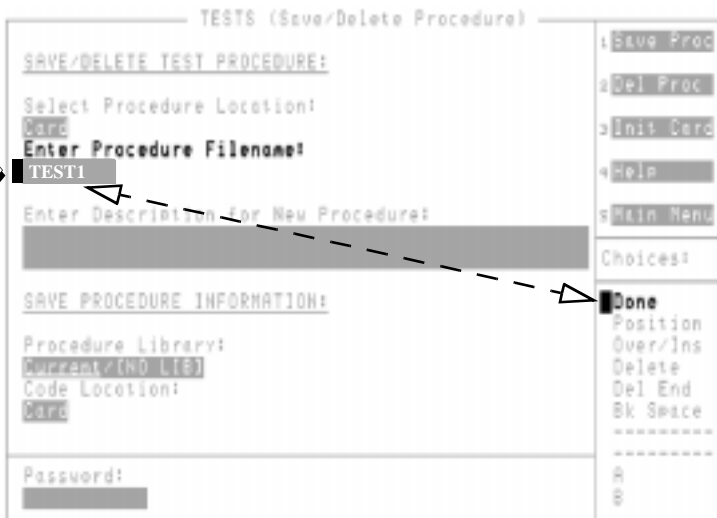 TESTS (Save/Delete Procedure)
SAVE/DELETE TEST PROCEDURE:
Select Procedure Location:
Card
Enter Procedure Filename:
TEST1
Enter Description for New Procedure:
SAVE PROCEDURE INFORMATION:
Procedure Library:
Current/(NO LIB)
Code Location:
Card
Password:
1 Save Proc
2 Del Proc
3 Init Card
4 Help
5 Main Menu
Choices:
Done
Position
Over/Ins
Delete
Del End
Bk Space
---------
---------
A
B